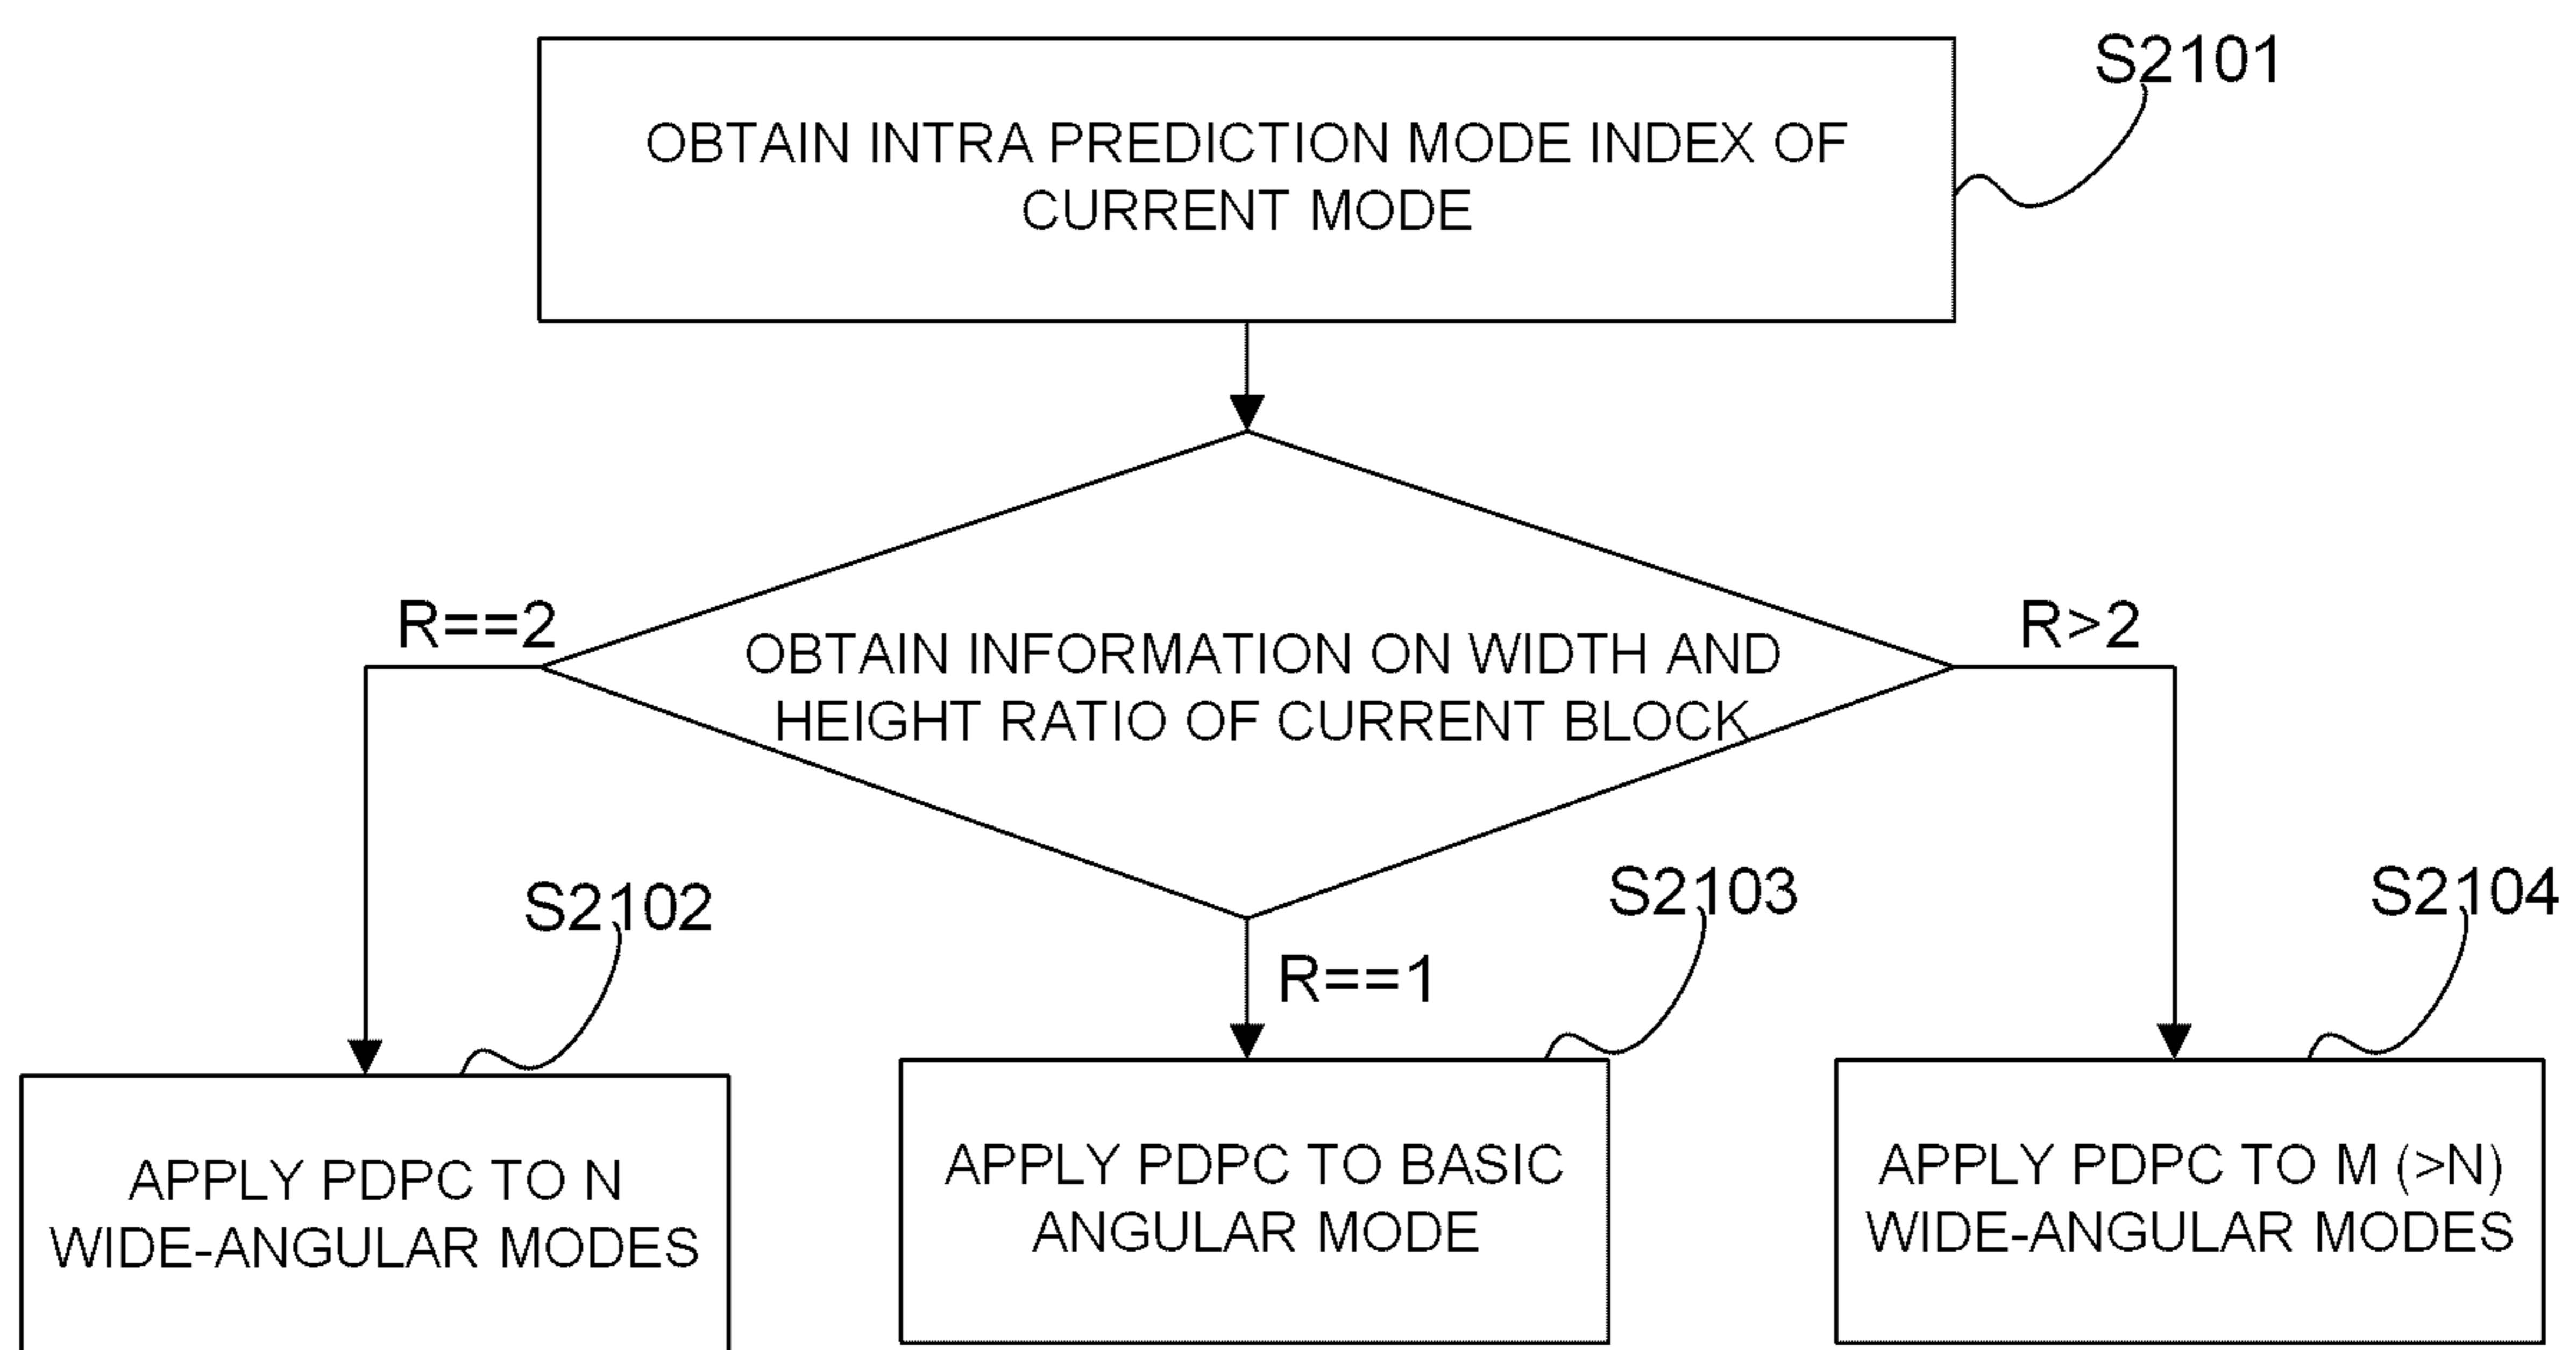 S2101
OBTAIN INTRA PREDICTION MODE INDEX OF
CURRENT MODE
R==2
R>2
OBTAIN INFORMATION ON WIDTH AND
HEIGHT RATIO OF CURRENT BLOCK
S2102
S2103
S2104
R==1
APPLY PDPC TO N
WIDE-ANGULAR MODES
APPLY PDPC TO BASIC
ANGULAR MODE
APPLY PDPC TO M (>N)
WIDE-ANGULAR MODES